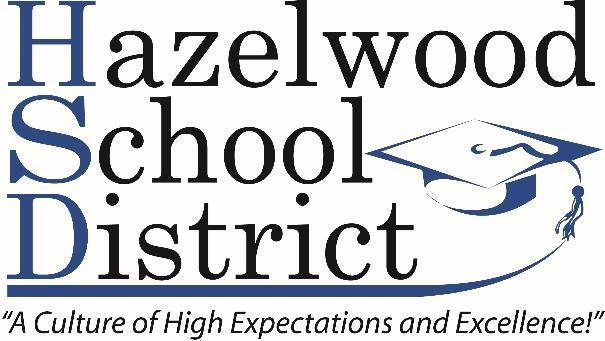 Hazelwood
School
District
“A Culture of High Expectations and Excellence!”